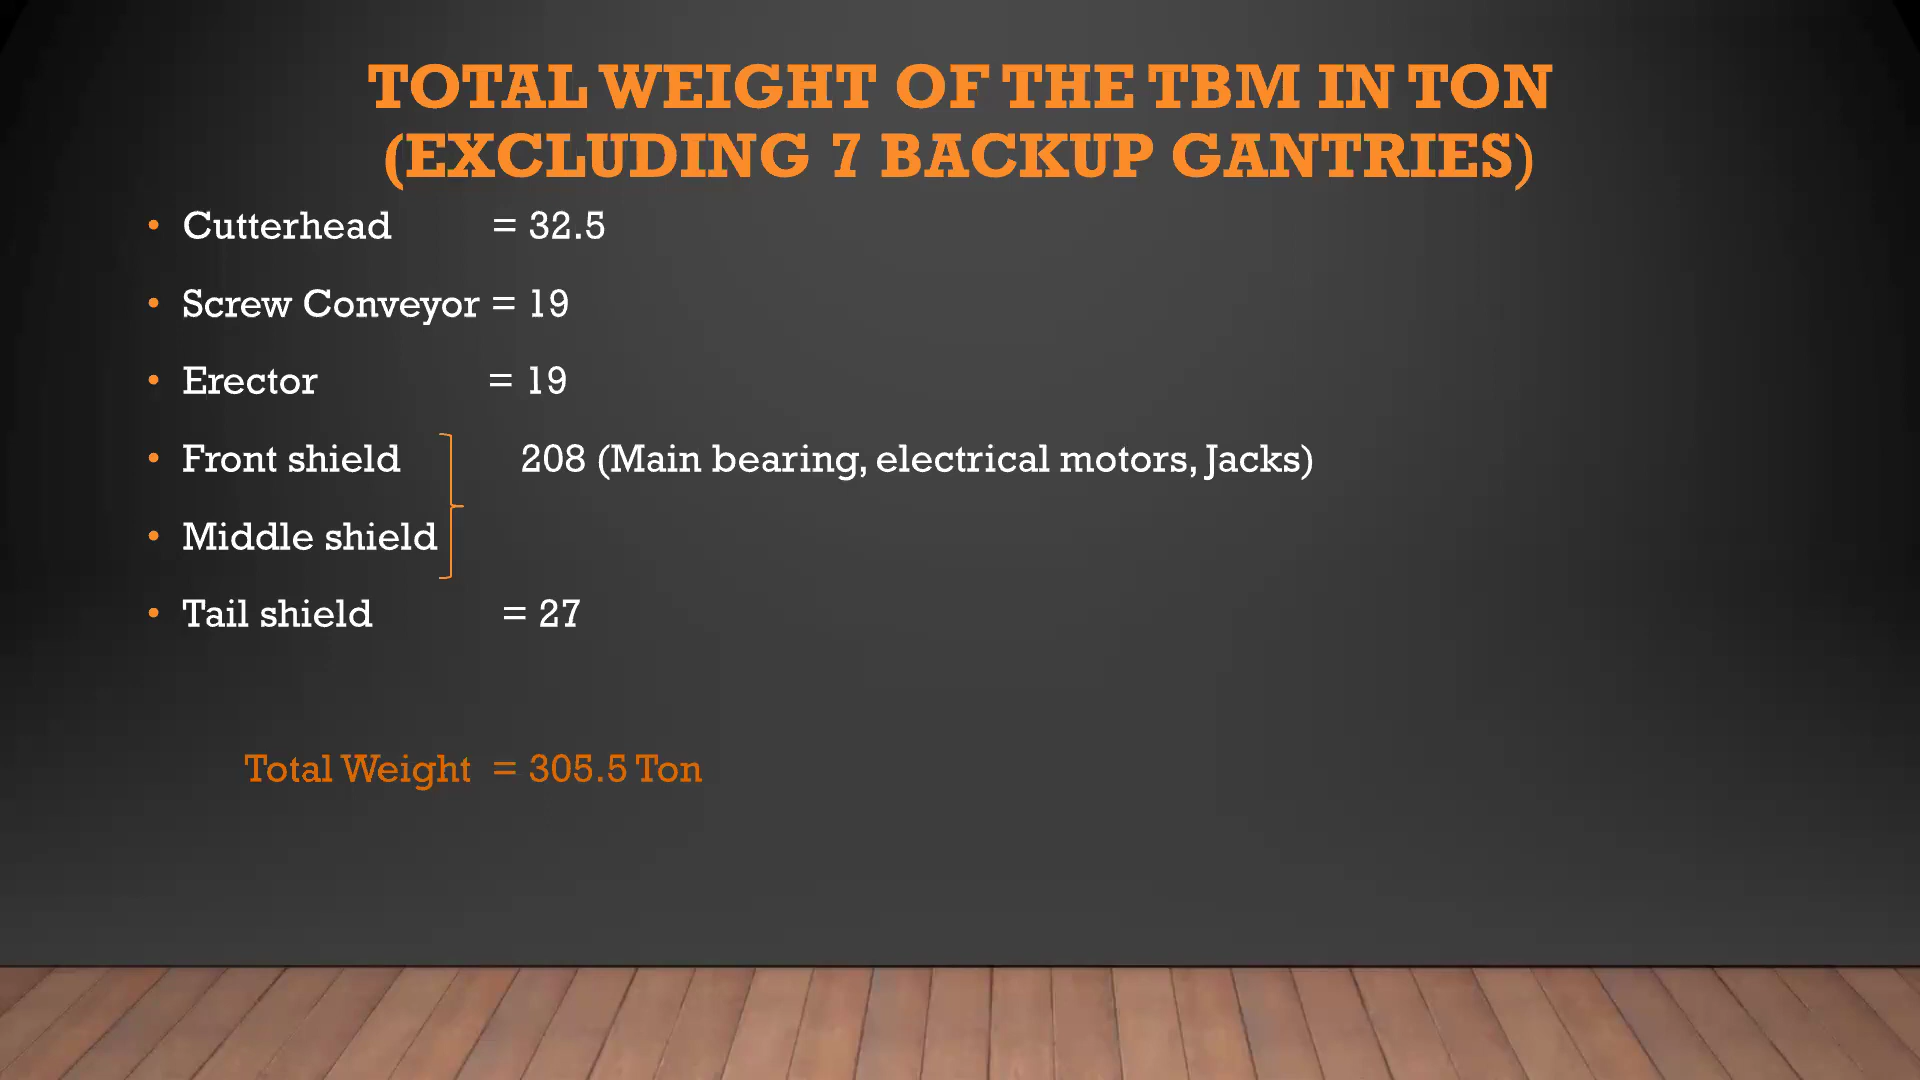 TOTAL WEIGHT OF THE TBM IN TON
(EXCLUDING 7 BACKUP GANTRIES)
• Cutterhead = 32.5
• Screw Conveyor = 19
• Erector = 19
• Front shield 208 (Main bearing, electrical motors, Jacks)
• Middle shield
• Tail shield = 27
Total Weight = 305.5 Ton